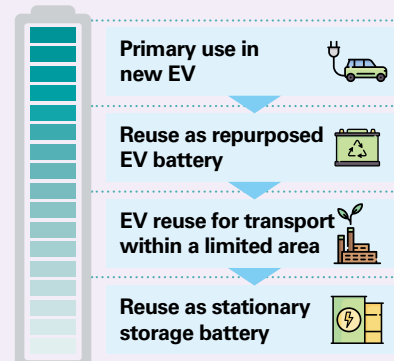 Primary use in
new EV
Reuse as repurposed
EV battery
EV reuse for transport
within a limited area
Reuse as stationary
storage battery